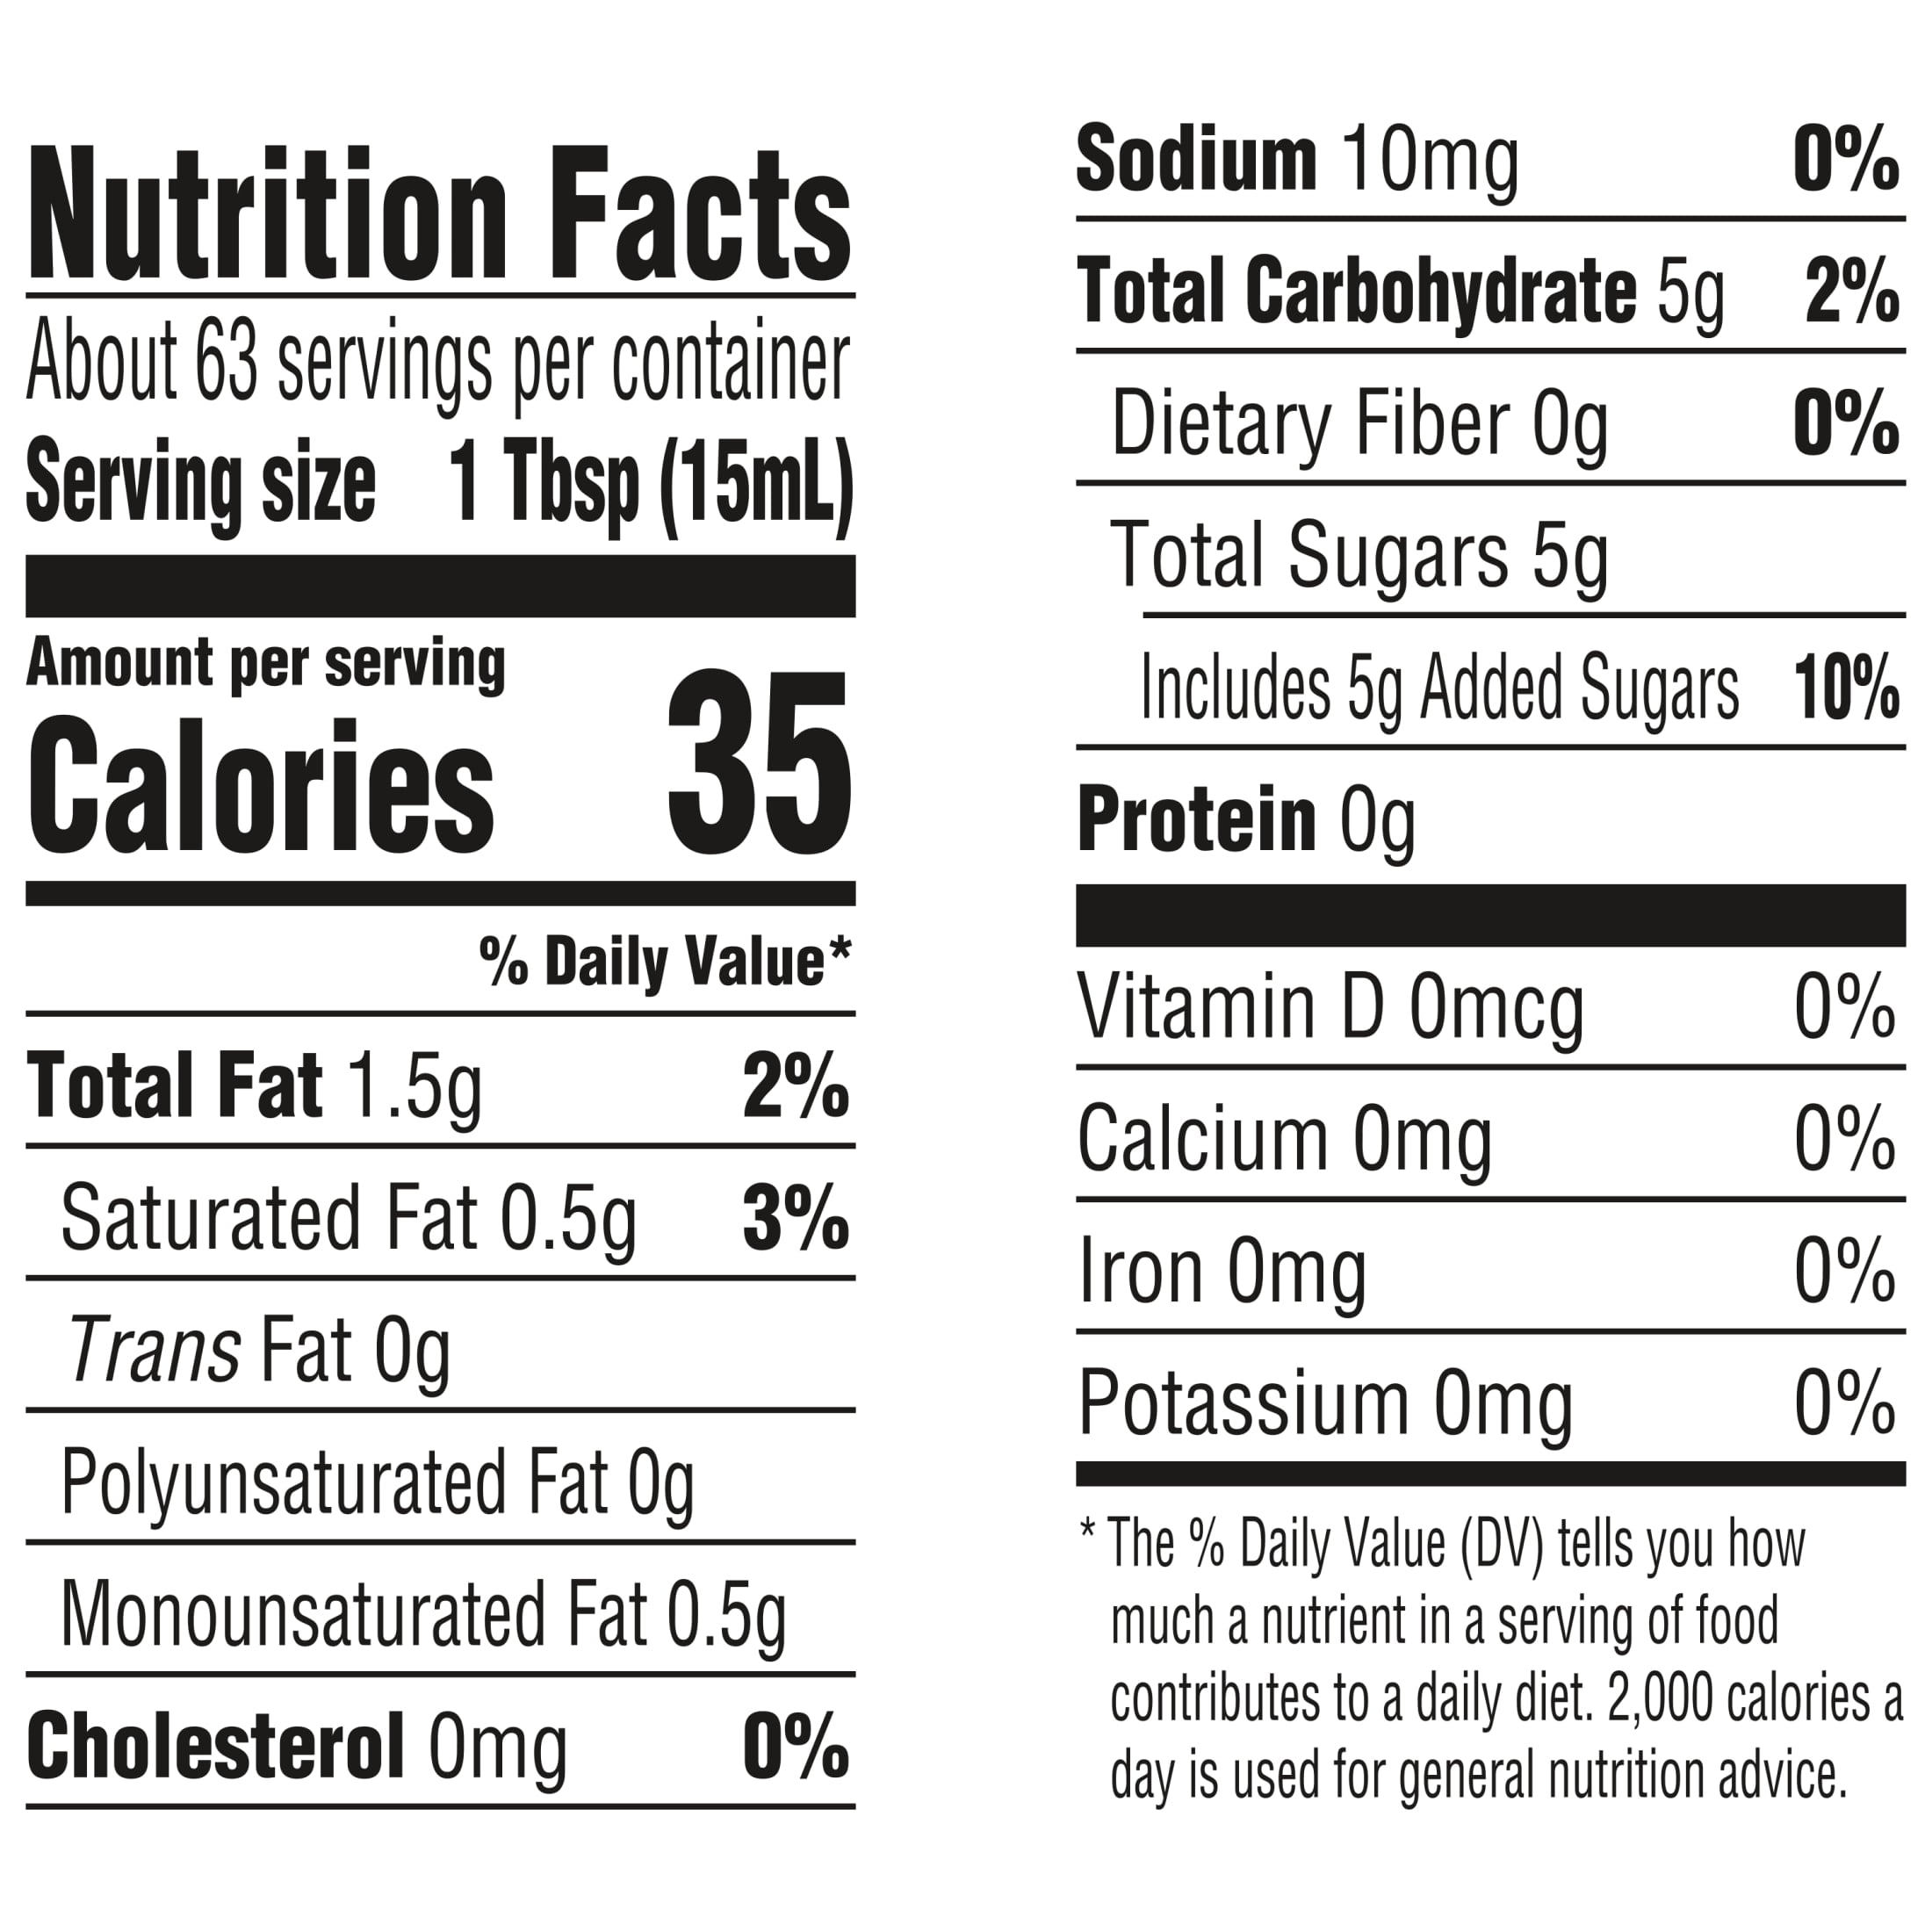 Nutrition Facts
About 63 servings per container
Serving size 1 Tbsp (15mL)
Amount per serving
Calories 35
% Daily Value*
Total Fat 1.5g 2%
Saturated Fat 0.5g 3%
Trans Fat 0g
Polyunsaturated Fat 0g
Monounsaturated Fat 0.5g
Cholesterol 0mg 0%
Sodium 10mg 0%
Total Carbohydrate 5g 2%
Dietary Fiber 0g 0%
Total Sugars 5g
Includes 5g Added Sugars 10%
Protein 0g
Vitamin D 0mcg 0%
Calcium 0mg 0%
Iron 0mg 0%
Potassium 0mg 0%
* The % Daily Value (DV) tells you how
much a nutrient in a serving of food
contributes to a daily diet. 2,000 calories a
day is used for general nutrition advice.